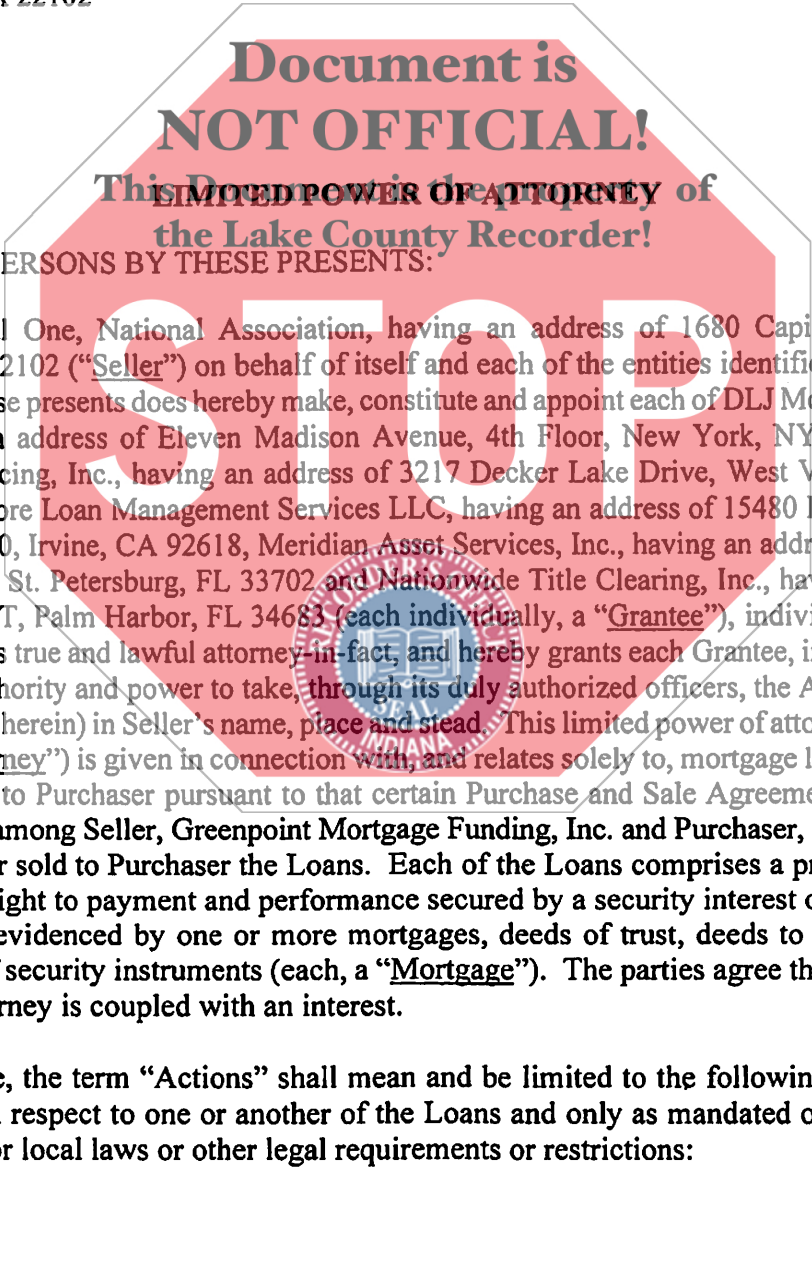 22102
Document is
NOT OFFICIAL!
This Document is the property of
LIMITED POWER OF ATTORNEY
the Lake County Recorder!
ERSONS BY THESE PRESENTS:
STOP
l One, National Association, having an address of 1680 Capi
2102 (“Seller”) on behalf of itself and each of the entities identifi
se presents does hereby make, constitute and appoint each of DLJ Mo
address of Eleven Madison Avenue, 4th Floor, New York, NY
cing, Inc., having an address of 3217 Decker Lake Drive, West V
ore Loan Management Services LLC, having an address of 15480
0, Irvine, CA 92618, Meridian Asset Services, Inc., having an addr
St. Petersburg, FL 33702 and Nationwide Title Clearing, Inc., hav
T, Palm Harbor, FL 34683 (each individually, a “Grantee”), indivi
s true and lawful attorney-in-fact, and hereby grants each Grantee, i
hority and power to take, through its duly authorized officers, the A
herein) in Seller’s name, place and stead. This limited power of atto
ney”) is given in connection with, and relates solely to, mortgage l
to Purchaser pursuant to that certain Purchase and Sale Agreeme
among Seller, Greenpoint Mortgage Funding, Inc. and Purchaser,
r sold to Purchaser the Loans. Each of the Loans comprises a pr
ight to payment and performance secured by a security interest o
evidenced by one or more mortgages, deeds of trust, deeds to
f security instruments (each, a “Mortgage”). The parties agree th
rney is coupled with an interest.
e, the term “Actions” shall mean and be limited to the followin
respect to one or another of the Loans and only as mandated o
or local laws or other legal requirements or restrictions:
RECORDER'S OFFICE
SEAL
INDIANA